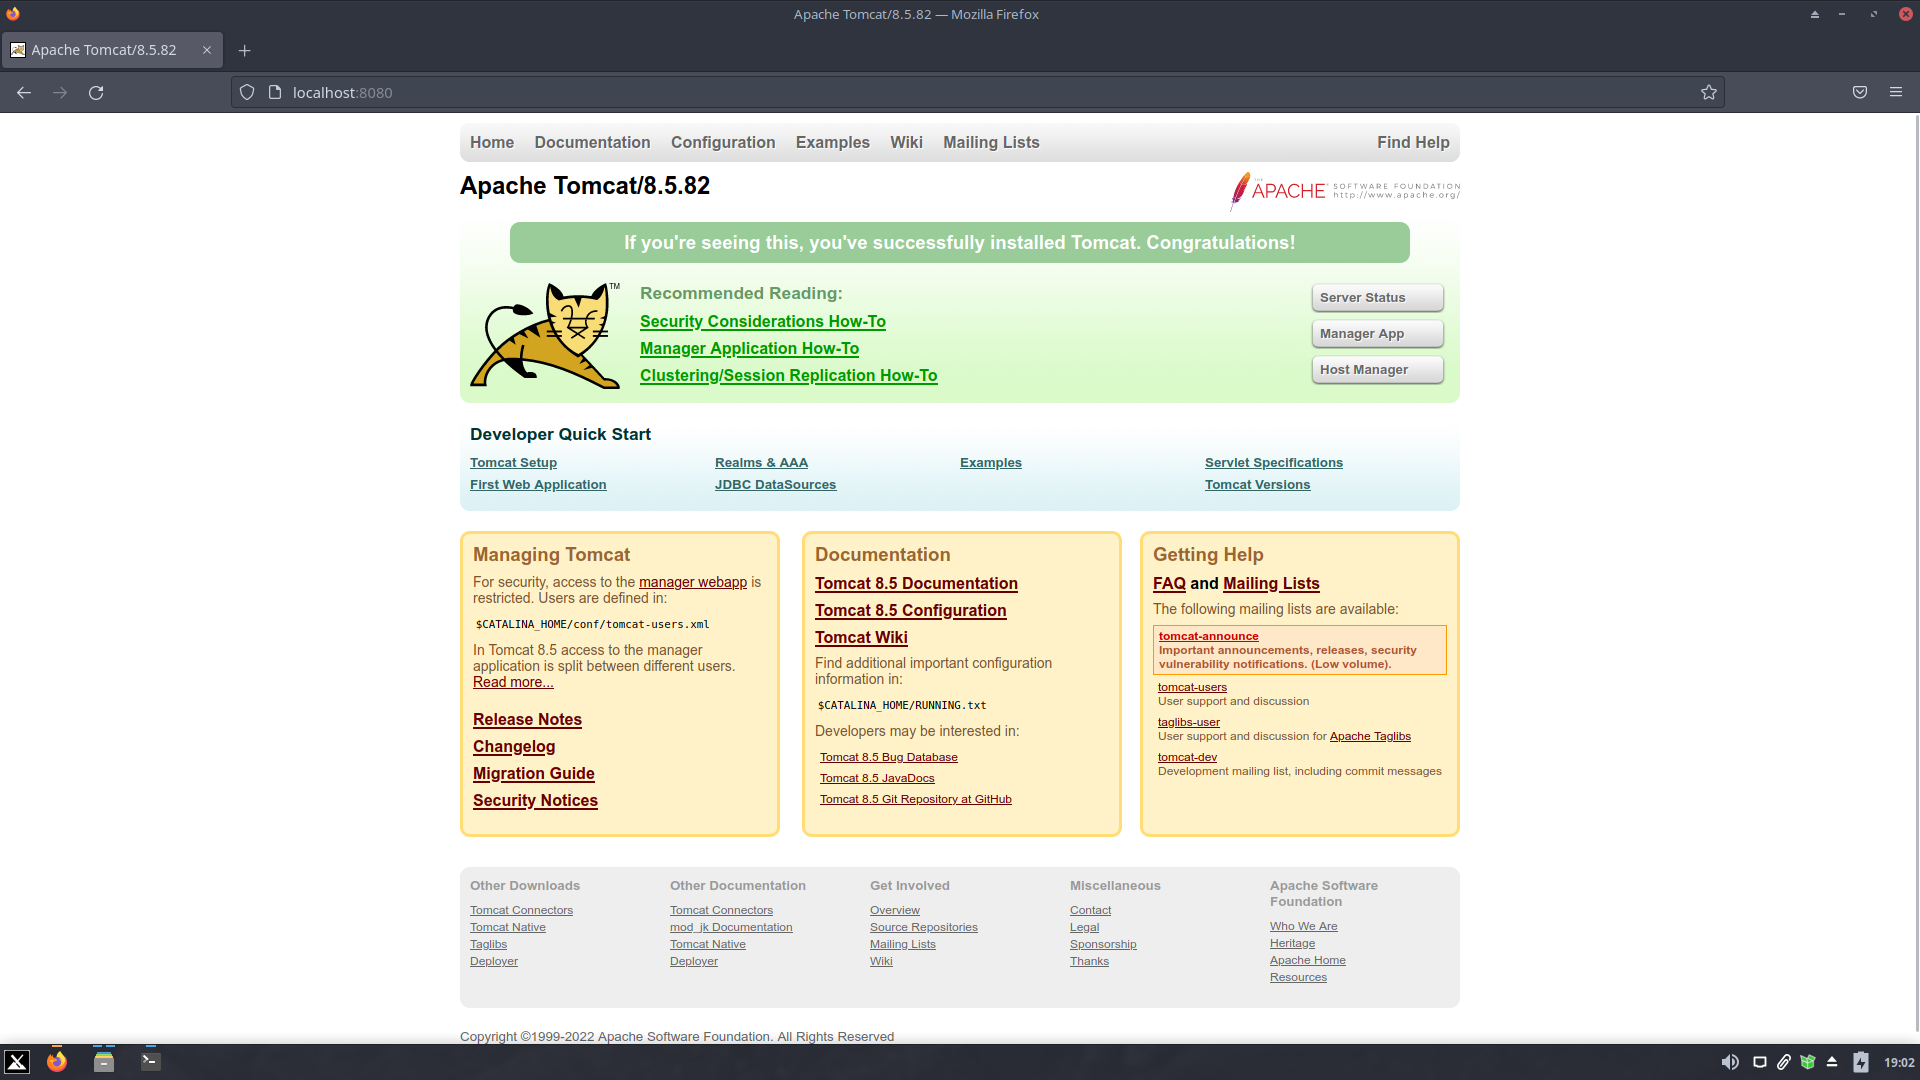 Apache Tomcat/8.5.82 — Mozilla Firefox
Apache Tomcat/8.5.82
localhost:8080
Home Documentation Configuration Examples Wiki Mailing Lists Find Help
Apache Tomcat/8.5.82
THE APACHE SOFTWARE FOUNDATION
http://www.apache.org/
If you're seeing this, you've successfully installed Tomcat. Congratulations!
TM
Recommended Reading:
Security Considerations How-To
Manager Application How-To
Clustering/Session Replication How-To
Server Status
Manager App
Host Manager
Developer Quick Start
Tomcat Setup
First Web Application
Realms & AAA
JDBC DataSources
Examples
Servlet Specifications
Tomcat Versions
Managing Tomcat
For security, access to the manager webapp is
restricted. Users are defined in:
$CATALINA_HOME/conf/tomcat-users.xml
In Tomcat 8.5 access to the manager
application is split between different users.
Read more...
Release Notes
Changelog
Migration Guide
Security Notices
Documentation
Tomcat 8.5 Documentation
Tomcat 8.5 Configuration
Tomcat Wiki
Find additional important configuration
information in:
$CATALINA_HOME/RUNNING.txt
Developers may be interested in:
Tomcat 8.5 Bug Database
Tomcat 8.5 JavaDocs
Tomcat 8.5 Git Repository at GitHub
Getting Help
FAQ and Mailing Lists
The following mailing lists are available:
tomcat-announce
Important announcements, releases, security
vulnerability notifications. (Low volume).
tomcat-users
User support and discussion
taglibs-user
User support and discussion for Apache Taglibs
tomcat-dev
Development mailing list, including commit messages
Other Downloads
Tomcat Connectors
Tomcat Native
Taglibs
Deployer
Other Documentation
Tomcat Connectors
mod_jk Documentation
Tomcat Native
Deployer
Get Involved
Overview
Source Repositories
Mailing Lists
Wiki
Miscellaneous
Contact
Legal
Sponsorship
Thanks
Apache Software
Foundation
Who We Are
Heritage
Apache Home
Resources
Copyright ©1999-2022 Apache Software Foundation. All Rights Reserved
19:02